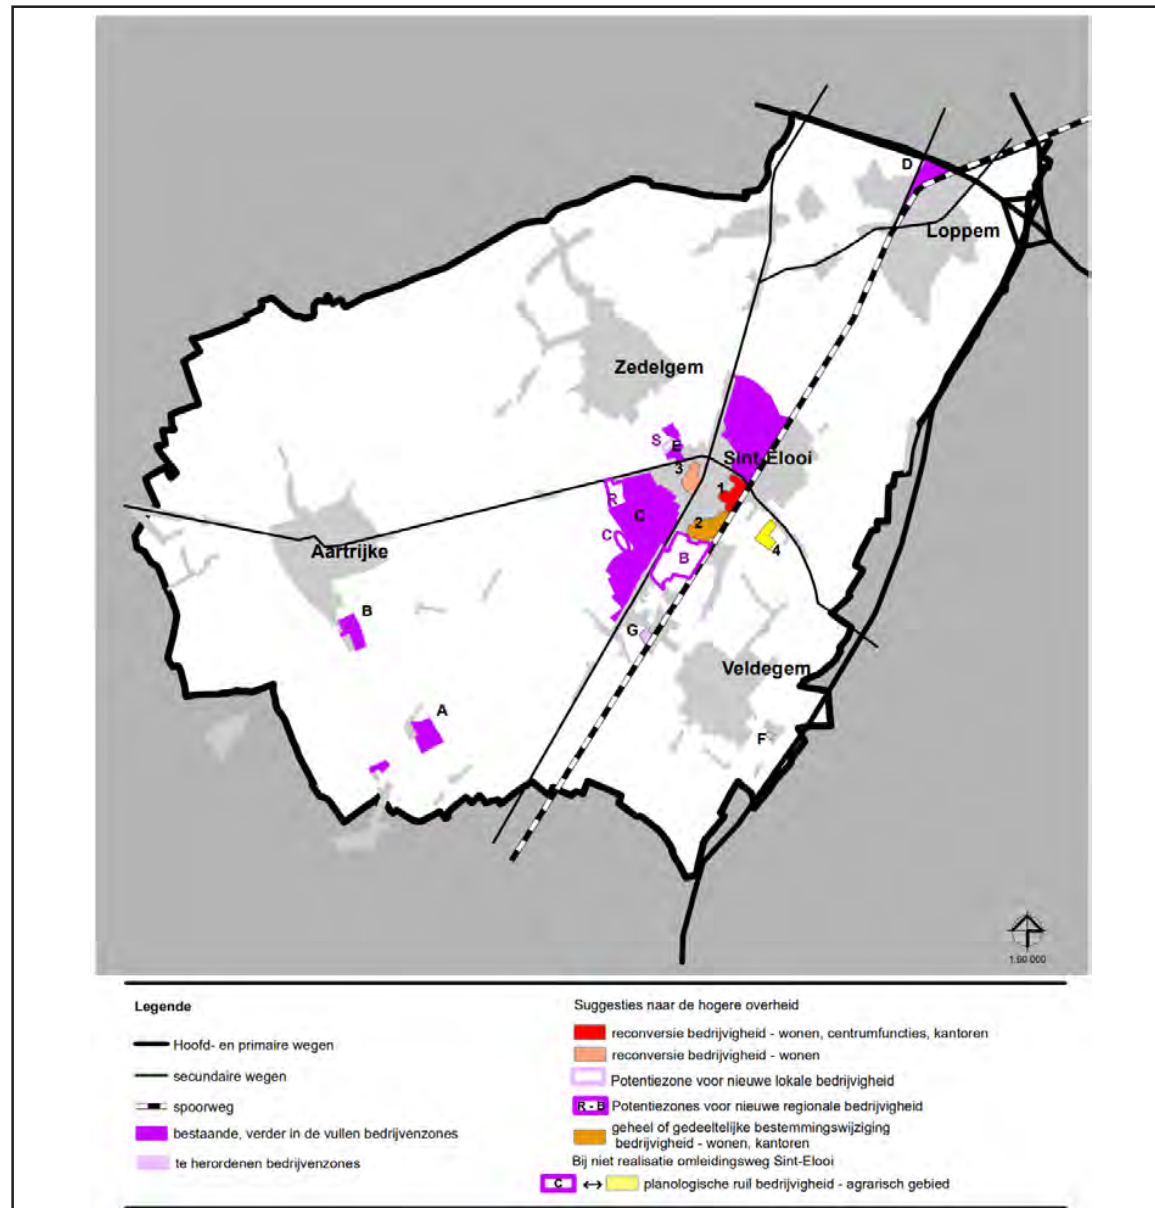 D
Loppem
Zedelgem
S
E
Sint-Elooi
3
1
R
C
2
C
B
4
Aartrijke
B
G
Veldegem
A
F
1:60 000
Legende
Hoofd- en primaire wegen
secundaire wegen
spoorweg
bestaande, verder in de vullen bedrijvenzones
te herordenen bedrijvenzones
Suggesties naar de hogere overheid
reconversie bedrijvigheid - wonen, centrumfuncties, kantoren
reconversie bedrijvigheid - wonen
Potentiezone voor nieuwe lokale bedrijvigheid
R - B Potentiezones voor nieuwe regionale bedrijvigheid
geheel of gedeeltelijke bestemmingswijziging
bedrijvigheid - wonen, kantoren
Bij niet realisatie omleidingsweg Sint-Elooi
C ↔ planologische ruil bedrijvigheid - agrarisch gebied